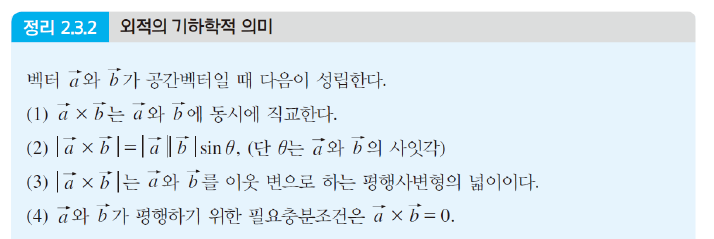 정리 2.3.2 외적의 기하학적 의미
벡터 $\vec{a}$와 $\vec{b}$가 공간벡터일 때 다음이 성립한다.
(1) $\vec{a} \times \vec{b}$는 $\vec{a}$와 $\vec{b}$에 동시에 직교한다.
(2) $|\vec{a} \times \vec{b}| = |\vec{a}||\vec{b}|\sin\theta$, (단 $\theta$는 $\vec{a}$와 $\vec{b}$의 사잇각)
(3) $|\vec{a} \times \vec{b}|$는 $\vec{a}$와 $\vec{b}$를 이웃 변으로 하는 평행사변형의 넓이이다.
(4) $\vec{a}$와 $\vec{b}$가 평행하기 위한 필요충분조건은 $\vec{a} \times \vec{b} = 0$.